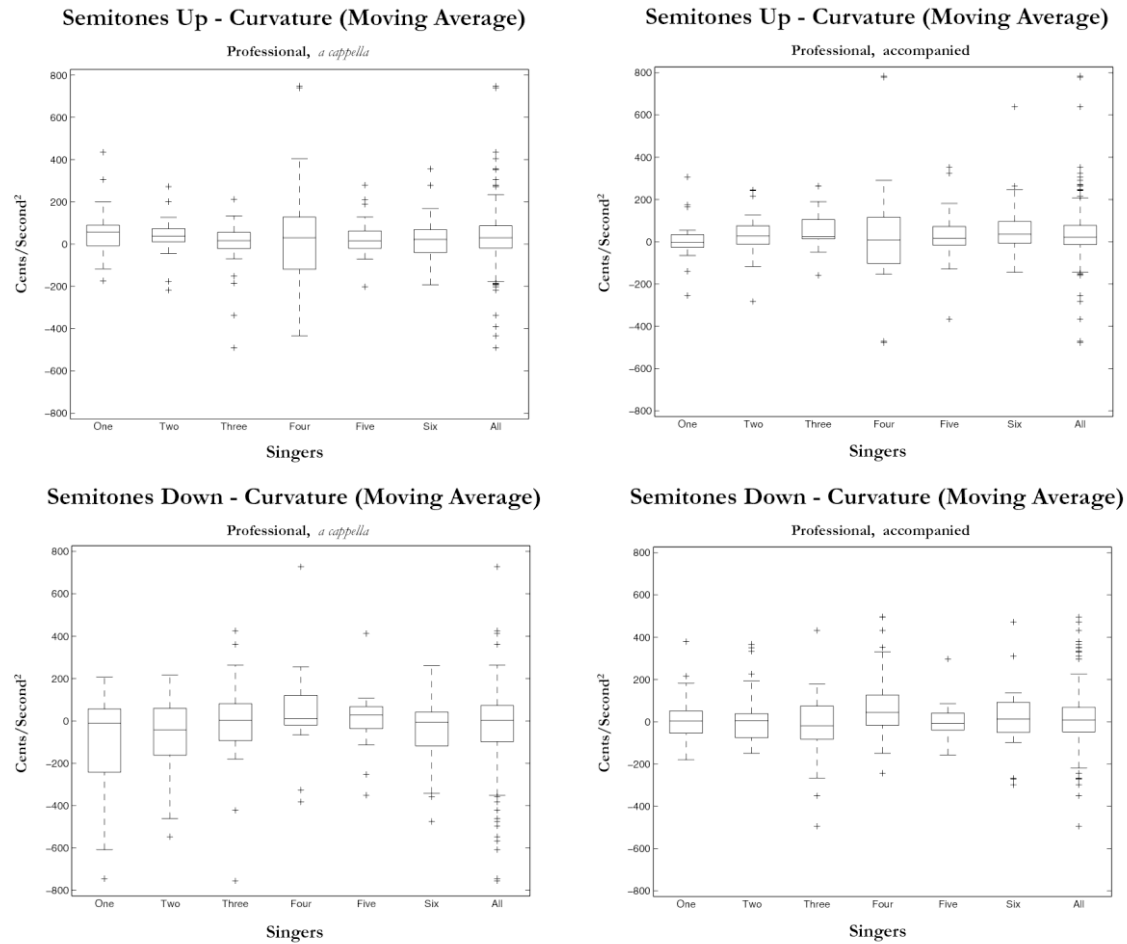 Semitones Up - Curvature (Moving Average)
Professional, a cappella
800
600
400
200
0
−200
−400
−600
−800
Cents/Second²
One Two Three Four Five Six All
Singers
Semitones Up - Curvature (Moving Average)
Professional, accompanied
800
600
400
200
0
−200
−400
−600
−800
Cents/Second²
One Two Three Four Five Six All
Singers
Semitones Down - Curvature (Moving Average)
Professional, a cappella
800
600
400
200
0
−200
−400
−600
−800
Cents/Second²
One Two Three Four Five Six All
Singers
Semitones Down - Curvature (Moving Average)
Professional, accompanied
800
600
400
200
0
−200
−400
−600
−800
Cents/Second²
One Two Three Four Five Six All
Singers